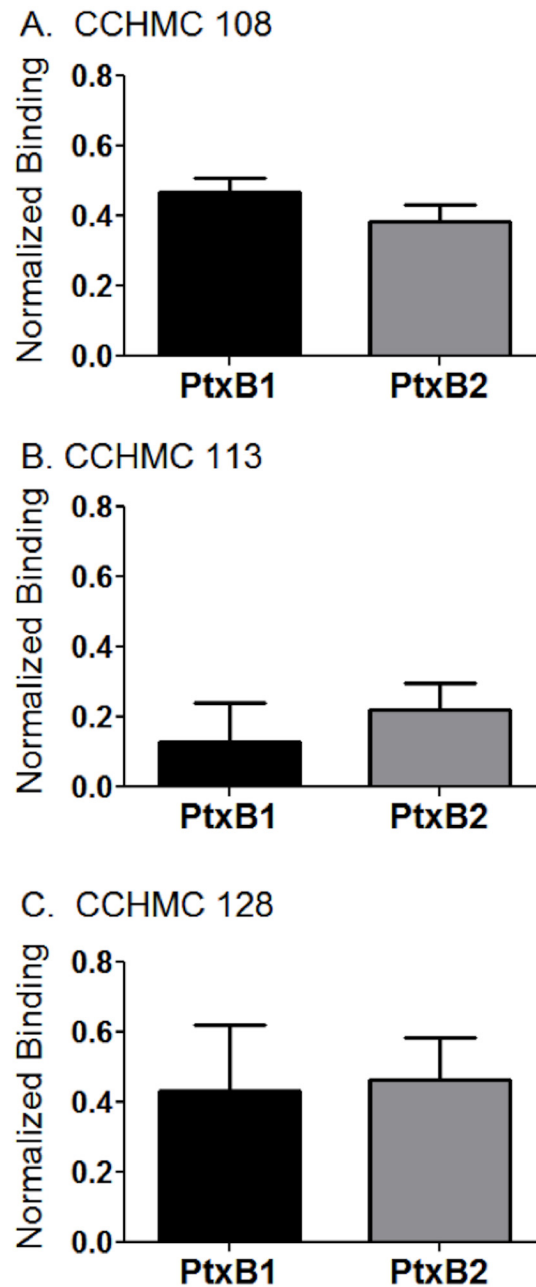 A. CCHMC 108
Normalized Binding
0.8
0.6
0.4
0.2
0.0
PtxB1 PtxB2
B. CCHMC 113
Normalized Binding
0.8
0.6
0.4
0.2
0.0
PtxB1 PtxB2
C. CCHMC 128
Normalized Binding
0.8
0.6
0.4
0.2
0.0
PtxB1 PtxB2